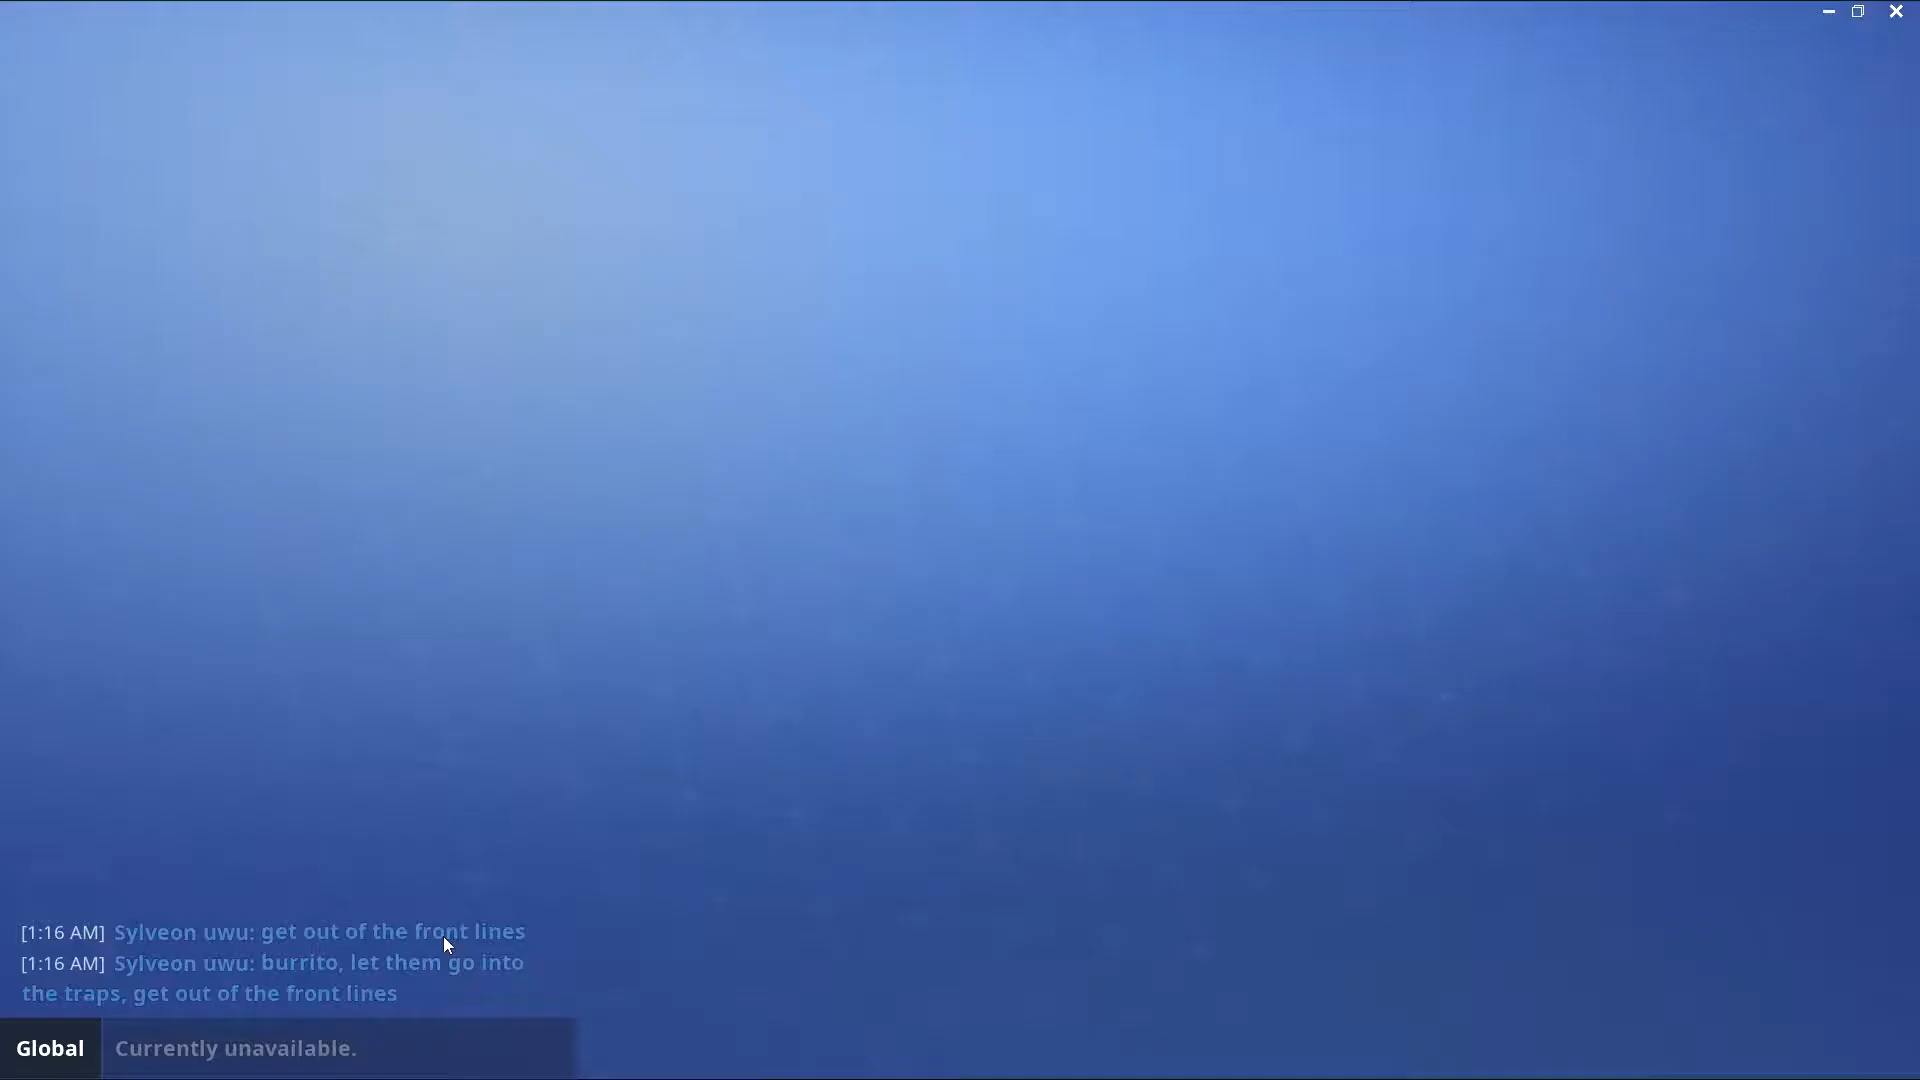 [1:16 AM] Sylveon uwu: get out of the front lines
[1:16 AM] Sylveon uwu: burrito, let them go into
the traps, get out of the front lines
Global Currently unavailable.